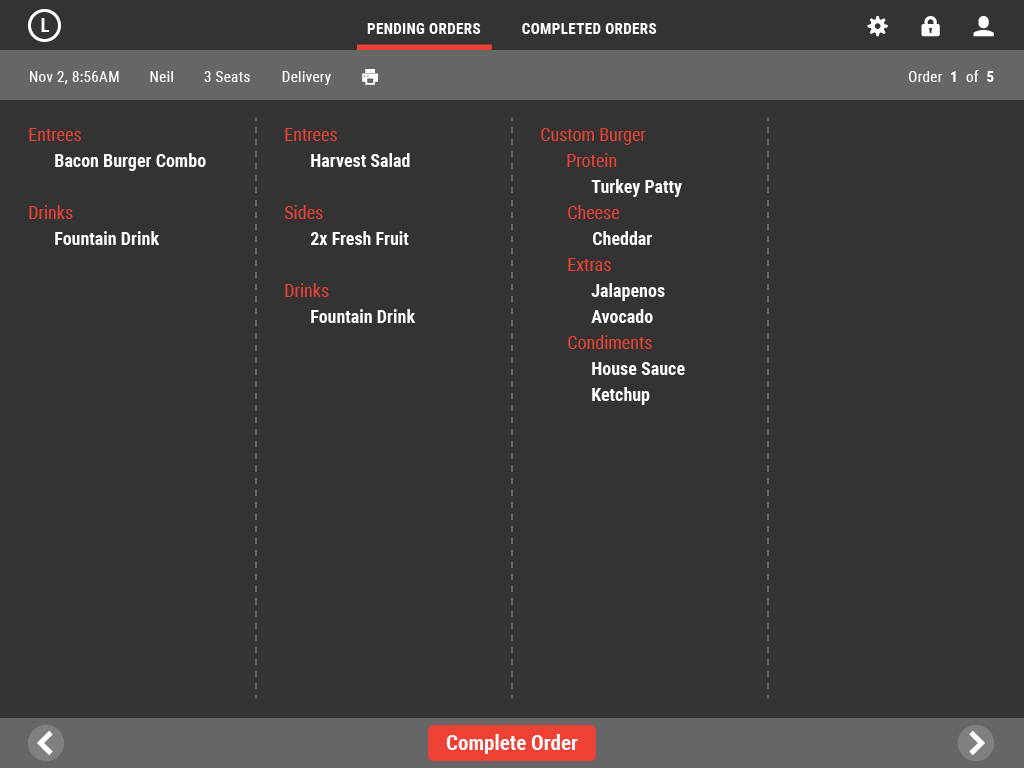 L
PENDING ORDERS
COMPLETED ORDERS
Nov 2, 8:56AM
Neil
3 Seats
Delivery
Order 1 of 5
Entrees
Bacon Burger Combo
Drinks
Fountain Drink
Entrees
Harvest Salad
Sides
2x Fresh Fruit
Drinks
Fountain Drink
Custom Burger
Protein
Turkey Patty
Cheese
Cheddar
Extras
Jalapenos
Avocado
Condiments
House Sauce
Ketchup
Complete Order